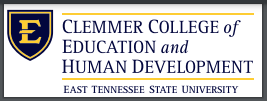 E
CLEMMER COLLEGE of
EDUCATION and
HUMAN DEVELOPMENT
EAST TENNESSEE STATE UNIVERSITY